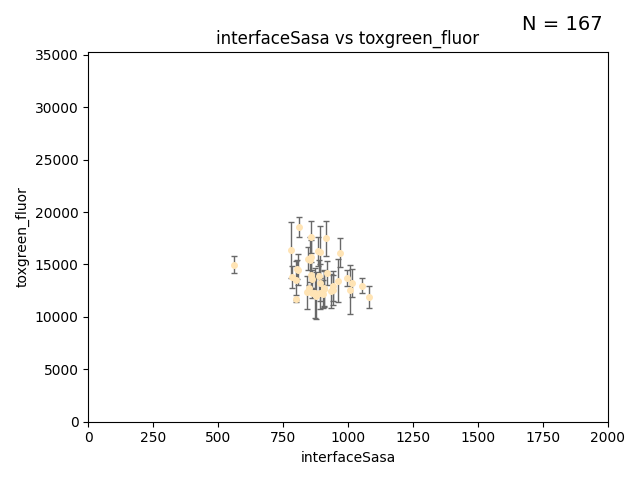 N = 167
interfaceSasa vs toxgreen_fluor
35000
30000
25000
20000
15000
10000
5000
0
toxgreen_fluor
0 250 500 750 1000 1250 1500 1750 2000
interfaceSasa